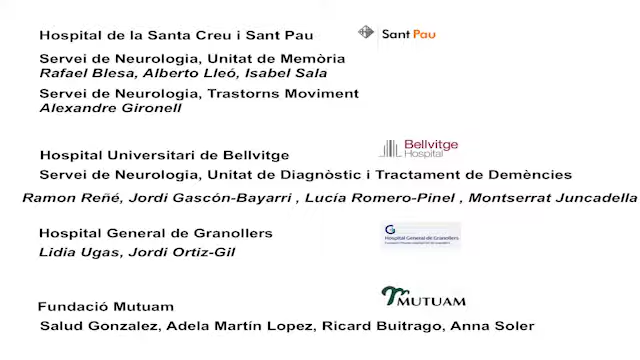 Hospital de la Santa Creu i Sant Pau
Sant Pau
Servei de Neurologia, Unitat de Memòria
Rafael Blesa, Alberto Lleó, Isabel Sala
Servei de Neurologia, Trastorns Moviment
Alexandre Gironell
Bellvitge
Hospital
Hospital Universitari de Bellvitge
Servei de Neurologia, Unitat de Diagnòstic i Tractament de Demències
Ramon Reñé, Jordi Gascón-Bayarri , Lucía Romero-Pinel , Montserrat Juncadella
Hospital General de Granollers
Hospital General de Granollers
Lidia Ugas, Jordi Ortiz-Gil
MUTUAM
Fundació Mutuam
Salud Gonzalez, Adela Martín Lopez, Ricard Buitrago, Anna Soler